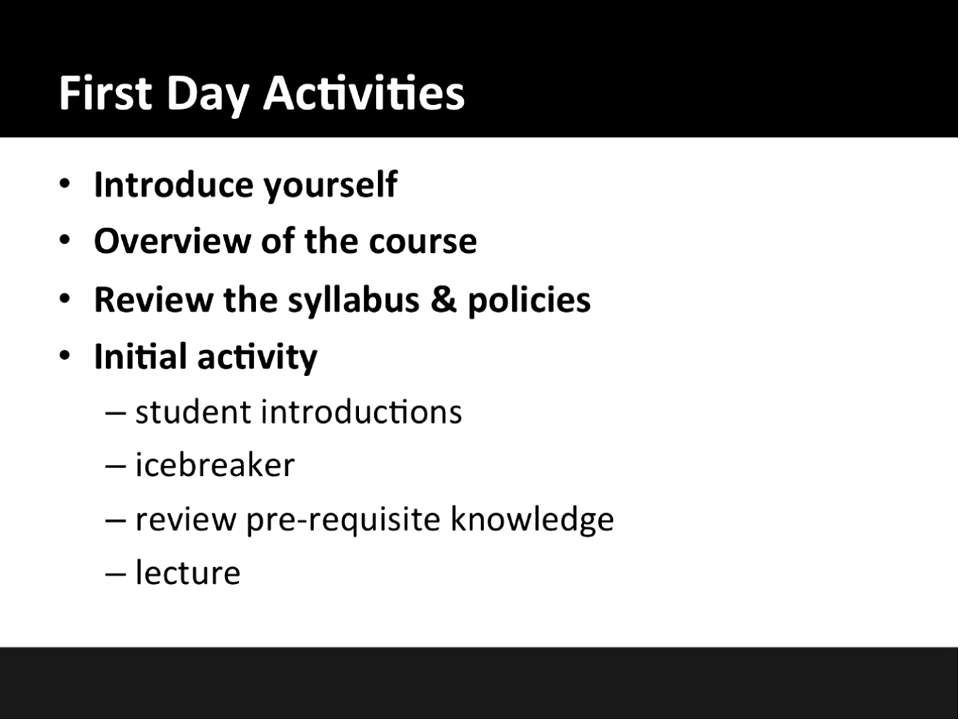 First Day Activities
• Introduce yourself
• Overview of the course
• Review the syllabus & policies
• Initial activity
– student introductions
– icebreaker
– review pre-requisite knowledge
– lecture